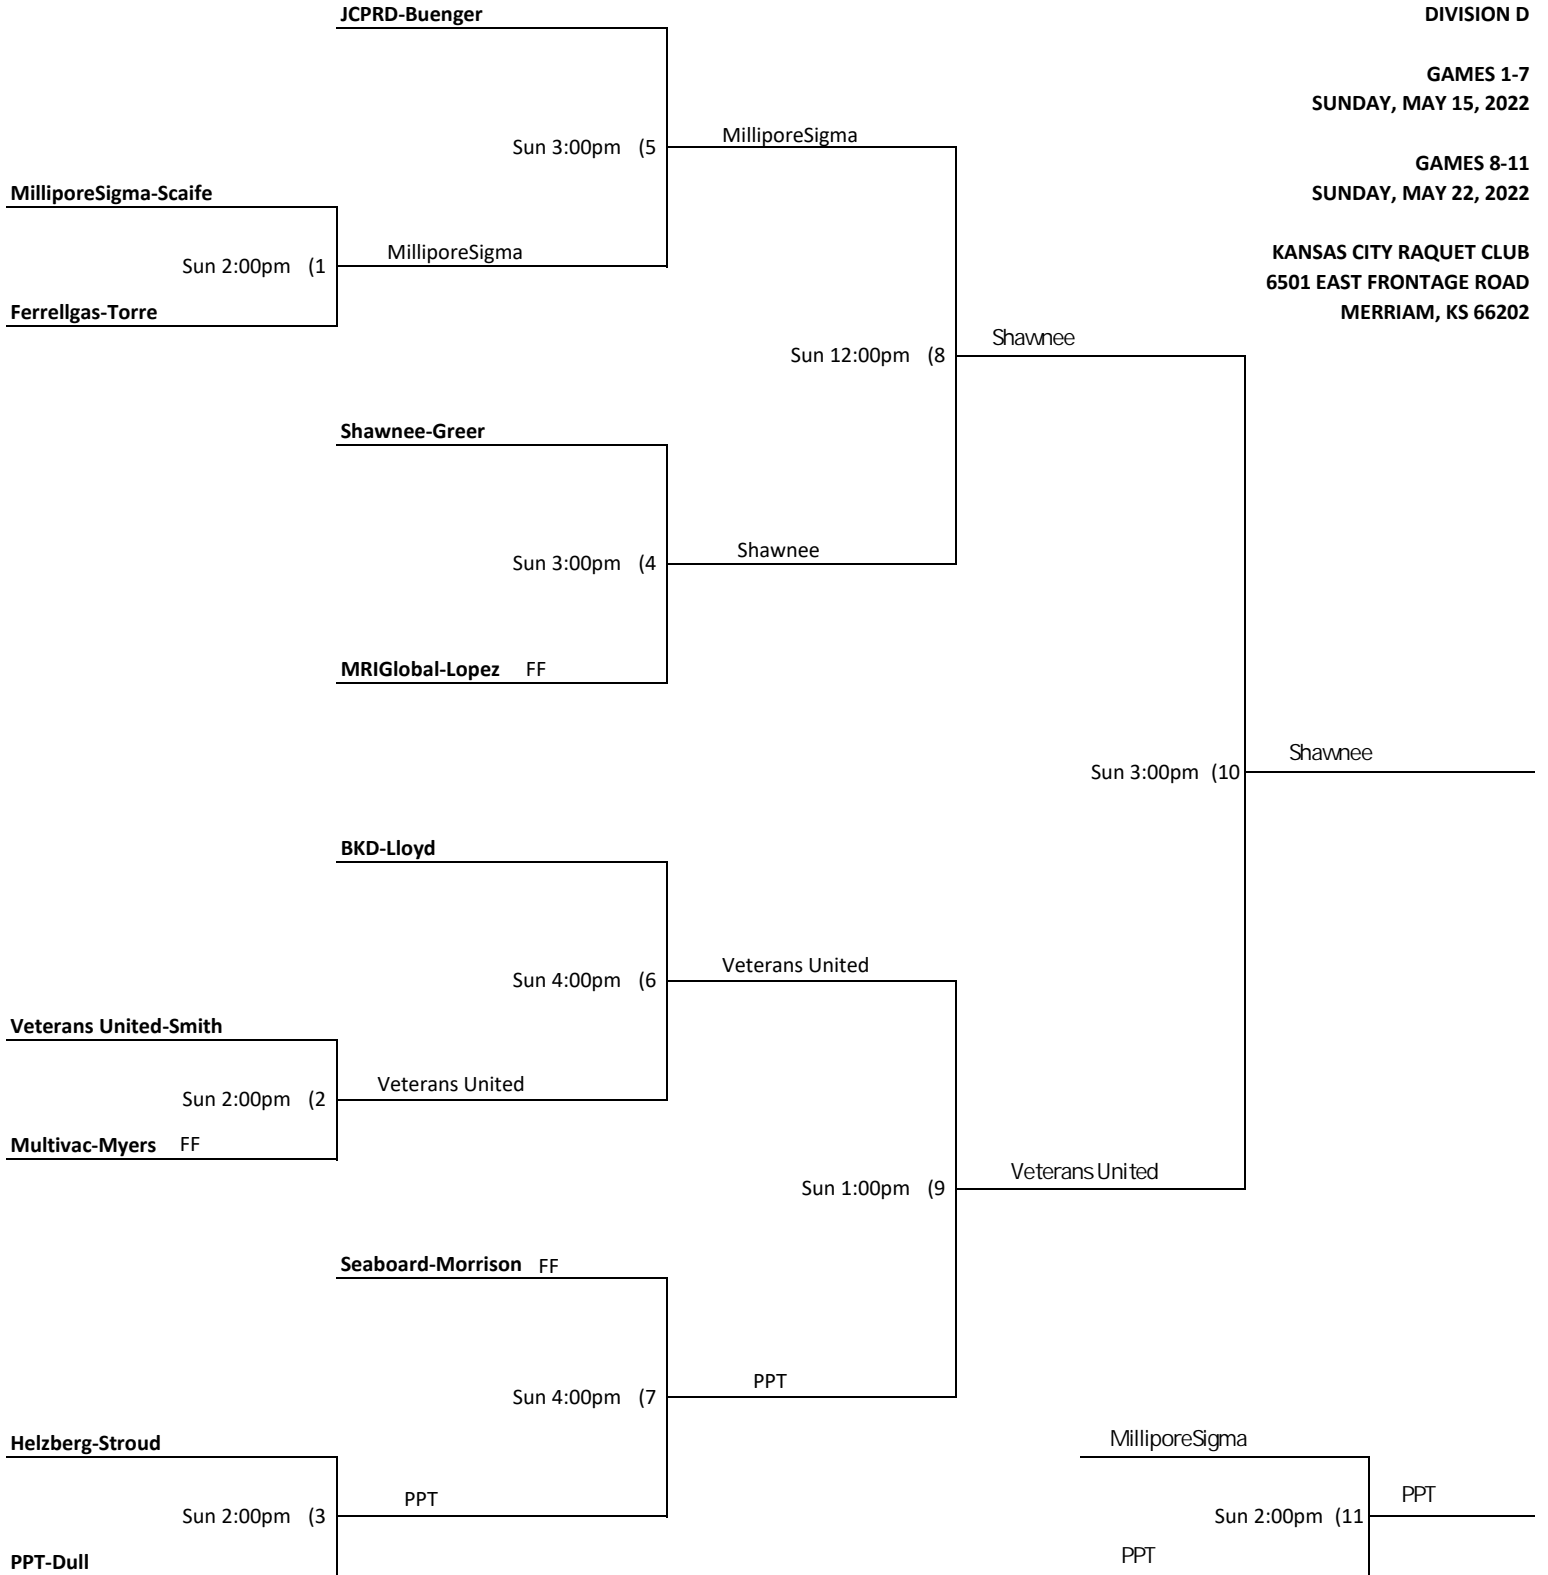 JCPRD-Buenger
DIVISION D
GAMES 1-7
SUNDAY, MAY 15, 2022
Sun 3:00pm (5
MilliporeSigma
GAMES 8-11
SUNDAY, MAY 22, 2022
MilliporeSigma-Scaife
Sun 2:00pm (1
MilliporeSigma
KANSAS CITY RAQUET CLUB
6501 EAST FRONTAGE ROAD
MERRIAM, KS 66202
Ferrellgas-Torre
Sun 12:00pm (8
Shawnee
Shawnee-Greer
Sun 3:00pm (4
Shawnee
MRIGlobal-Lopez FF
Sun 3:00pm (10
Shawnee
BKD-Lloyd
Sun 4:00pm (6
Veterans United
Veterans United-Smith
Sun 2:00pm (2
Veterans United
Multivac-Myers FF
Sun 1:00pm (9
Veterans United
Seaboard-Morrison FF
Sun 4:00pm (7
PPT
Helzberg-Stroud
MilliporeSigma
Sun 2:00pm (3
PPT
Sun 2:00pm (11
PPT
PPT-Dull
PPT